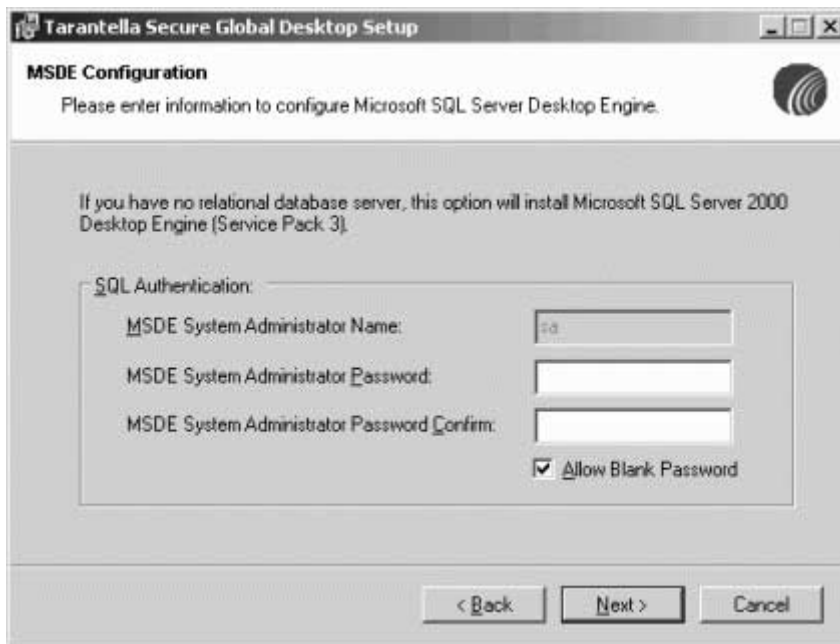 Tarantella Secure Global Desktop Setup
MSDE Configuration
Please enter information to configure Microsoft SQL Server Desktop Engine.
If you have no relational database server, this option will install Microsoft SQL Server 2000
Desktop Engine (Service Pack 3).
SQL Authentication:
MSDE System Administrator Name:
sa
MSDE System Administrator Password:
MSDE System Administrator Password Confirm:
Allow Blank Password
< Back
Next >
Cancel